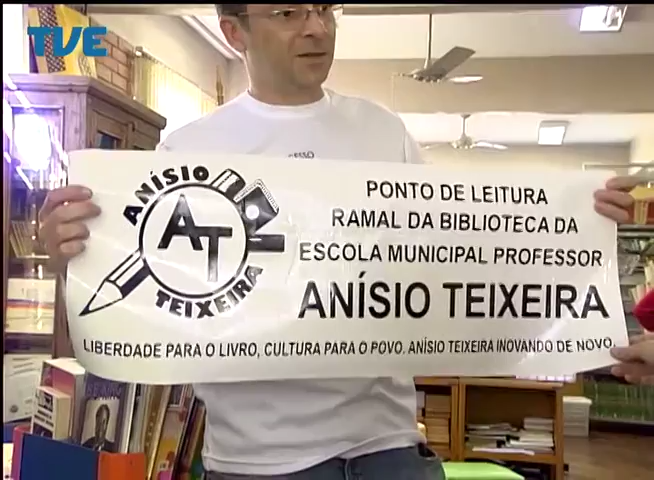 TVE
ANÍSIO
AT
TEIXEIRA
PONTO DE LEITURA
RAMAL DA BIBLIOTECA DA
ESCOLA MUNICIPAL PROFESSOR
ANÍSIO TEIXEIRA
LIBERDADE PARA O LIVRO, CULTURA PARA O POVO. ANÍSIO TEIXEIRA INOVANDO DE NOVO.